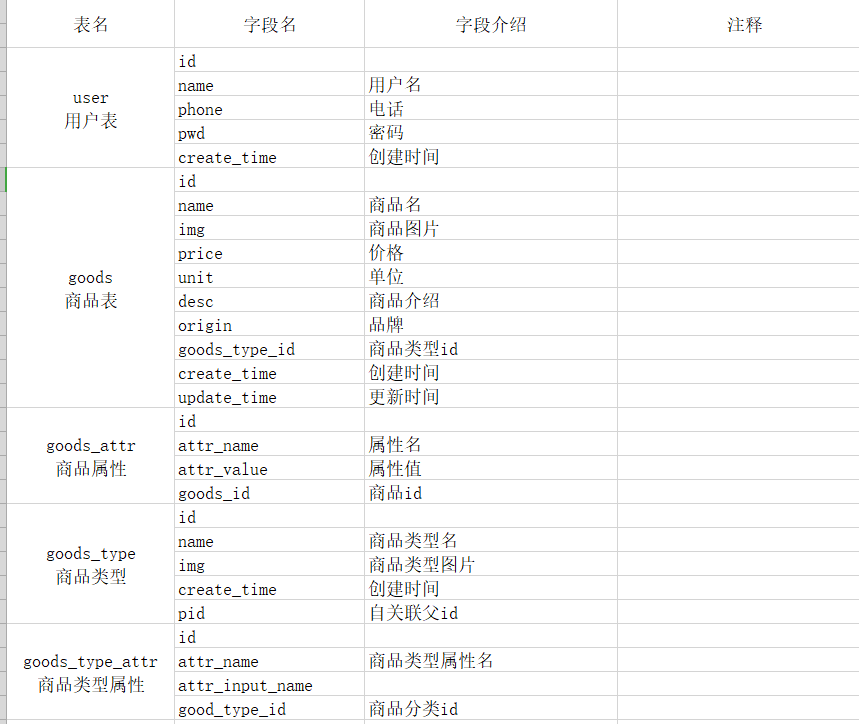 表名 字段名 字段介绍 注释
user
用户表
id
name 用户名
phone 电话
pwd 密码
create_time 创建时间
goods
商品表
id
name 商品名
img 商品图片
price 价格
unit 单位
desc 商品介绍
origin 品牌
goods_type_id 商品类型id
create_time 创建时间
update_time 更新时间
goods_attr
商品属性
id
attr_name 属性名
attr_value 属性值
goods_id 商品id
goods_type
商品类型
id
name 商品类型名
img 商品类型图片
create_time 创建时间
pid 自关联父id
goods_type_attr
商品类型属性
id
attr_name 商品类型属性名
attr_input_name
good_type_id 商品分类id